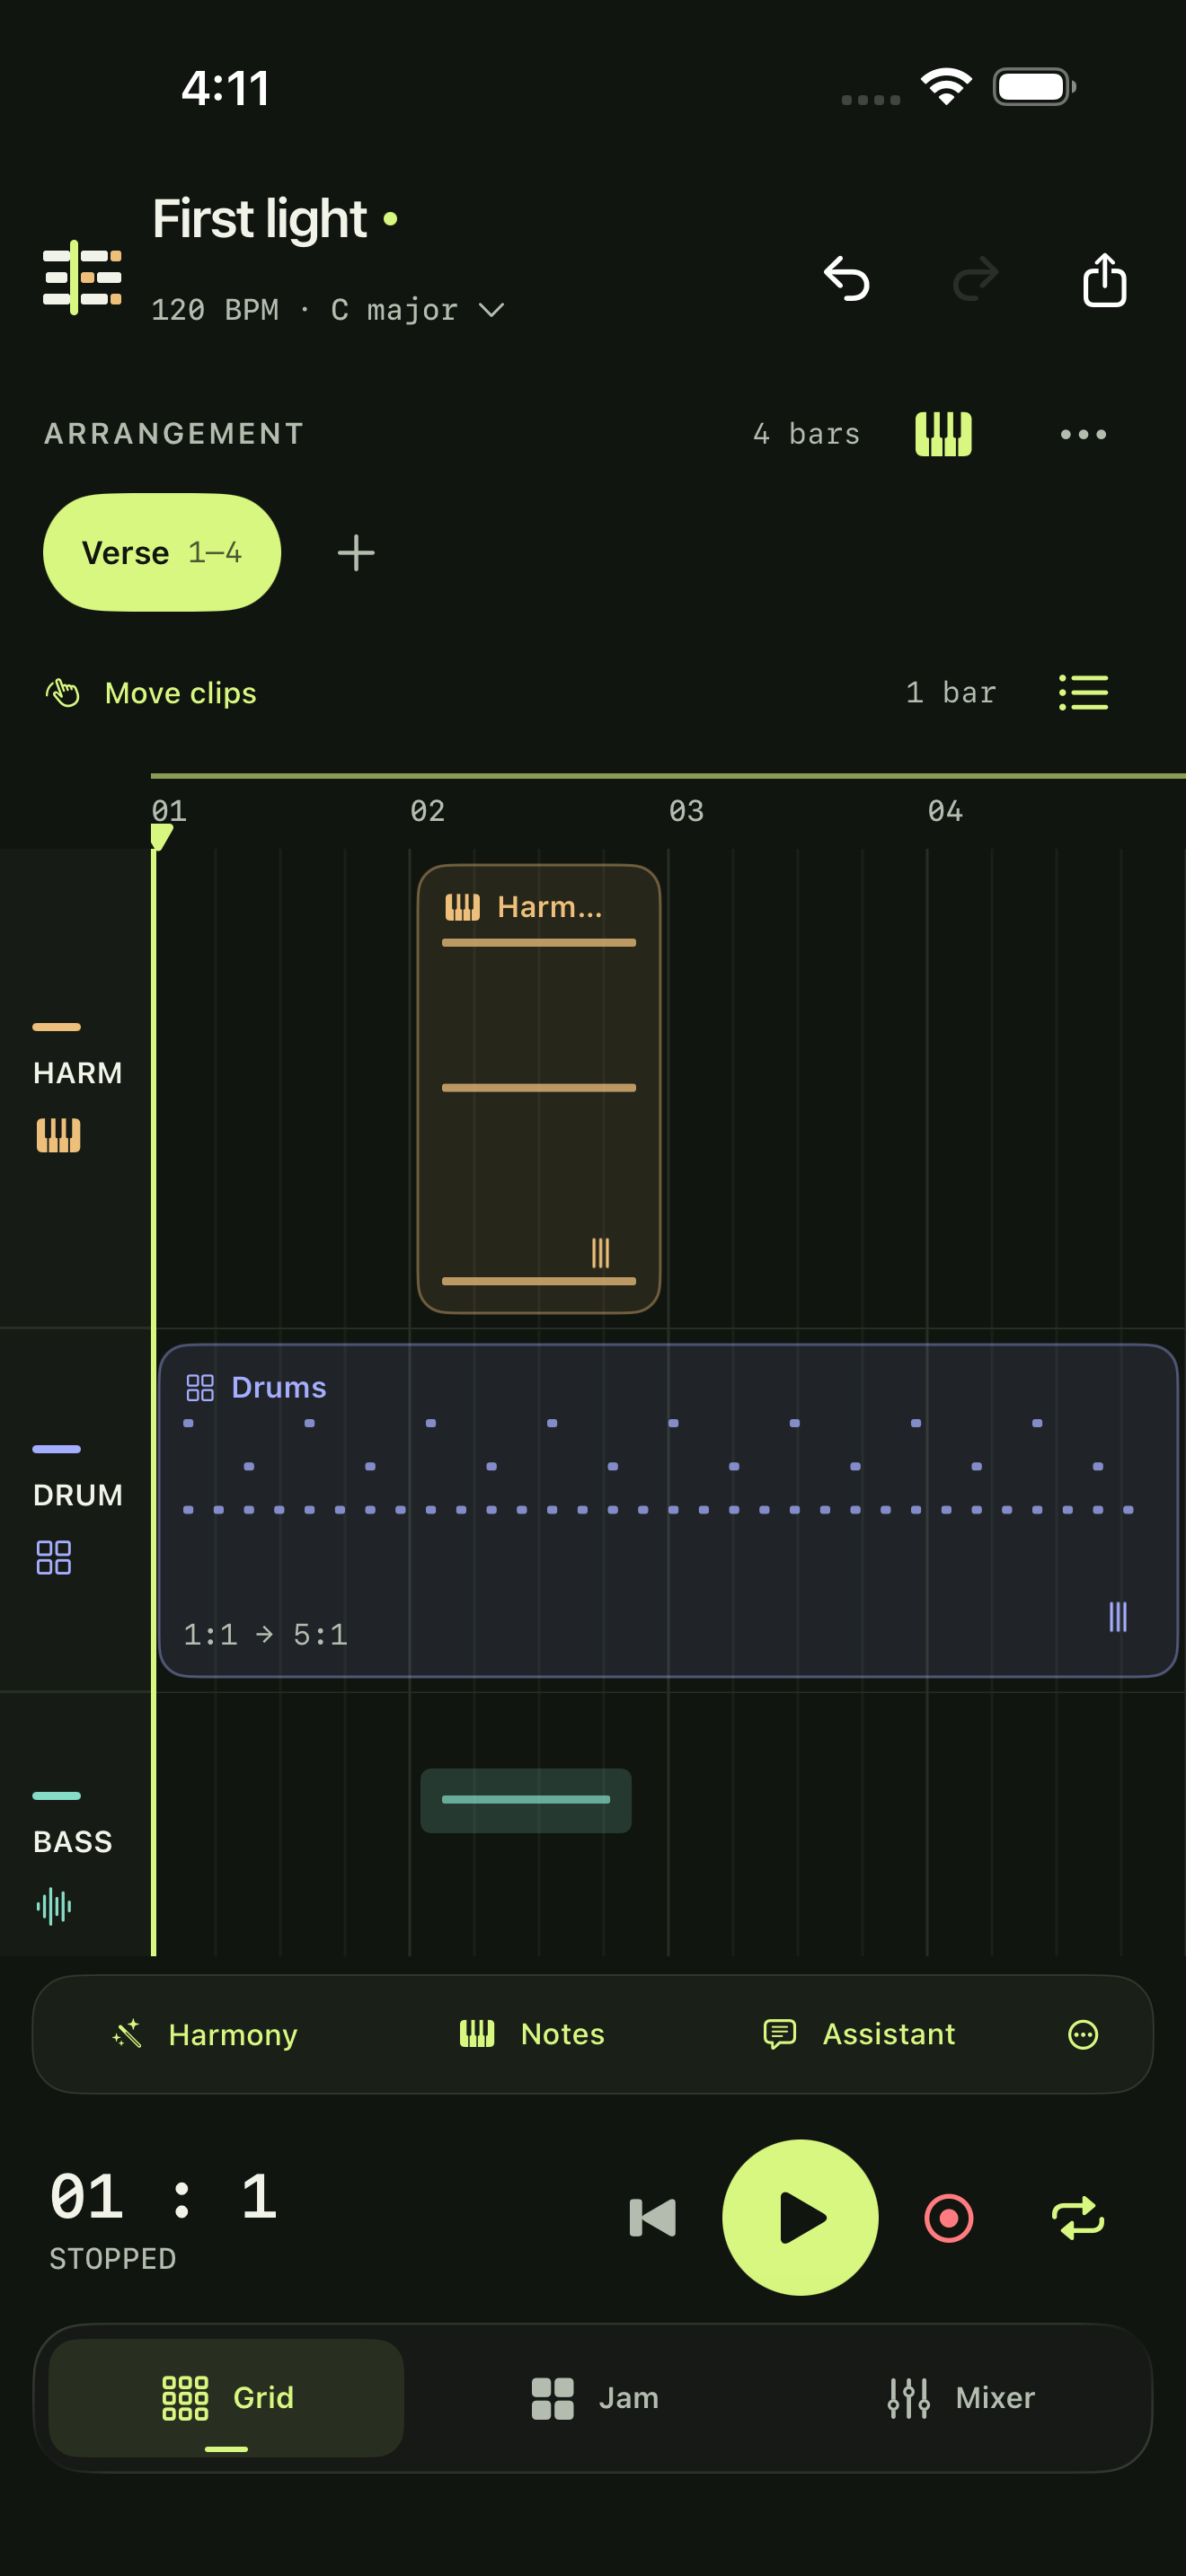 4:11
First light
120 BPM · C major
ARRANGEMENT 4 bars
Verse 1–4
Move clips 1 bar
01 02 03 04
Harm...
HARM
Drums
DRUM
1:1 → 5:1
BASS
Harmony Notes Assistant
01 : 1
STOPPED
Grid Jam Mixer